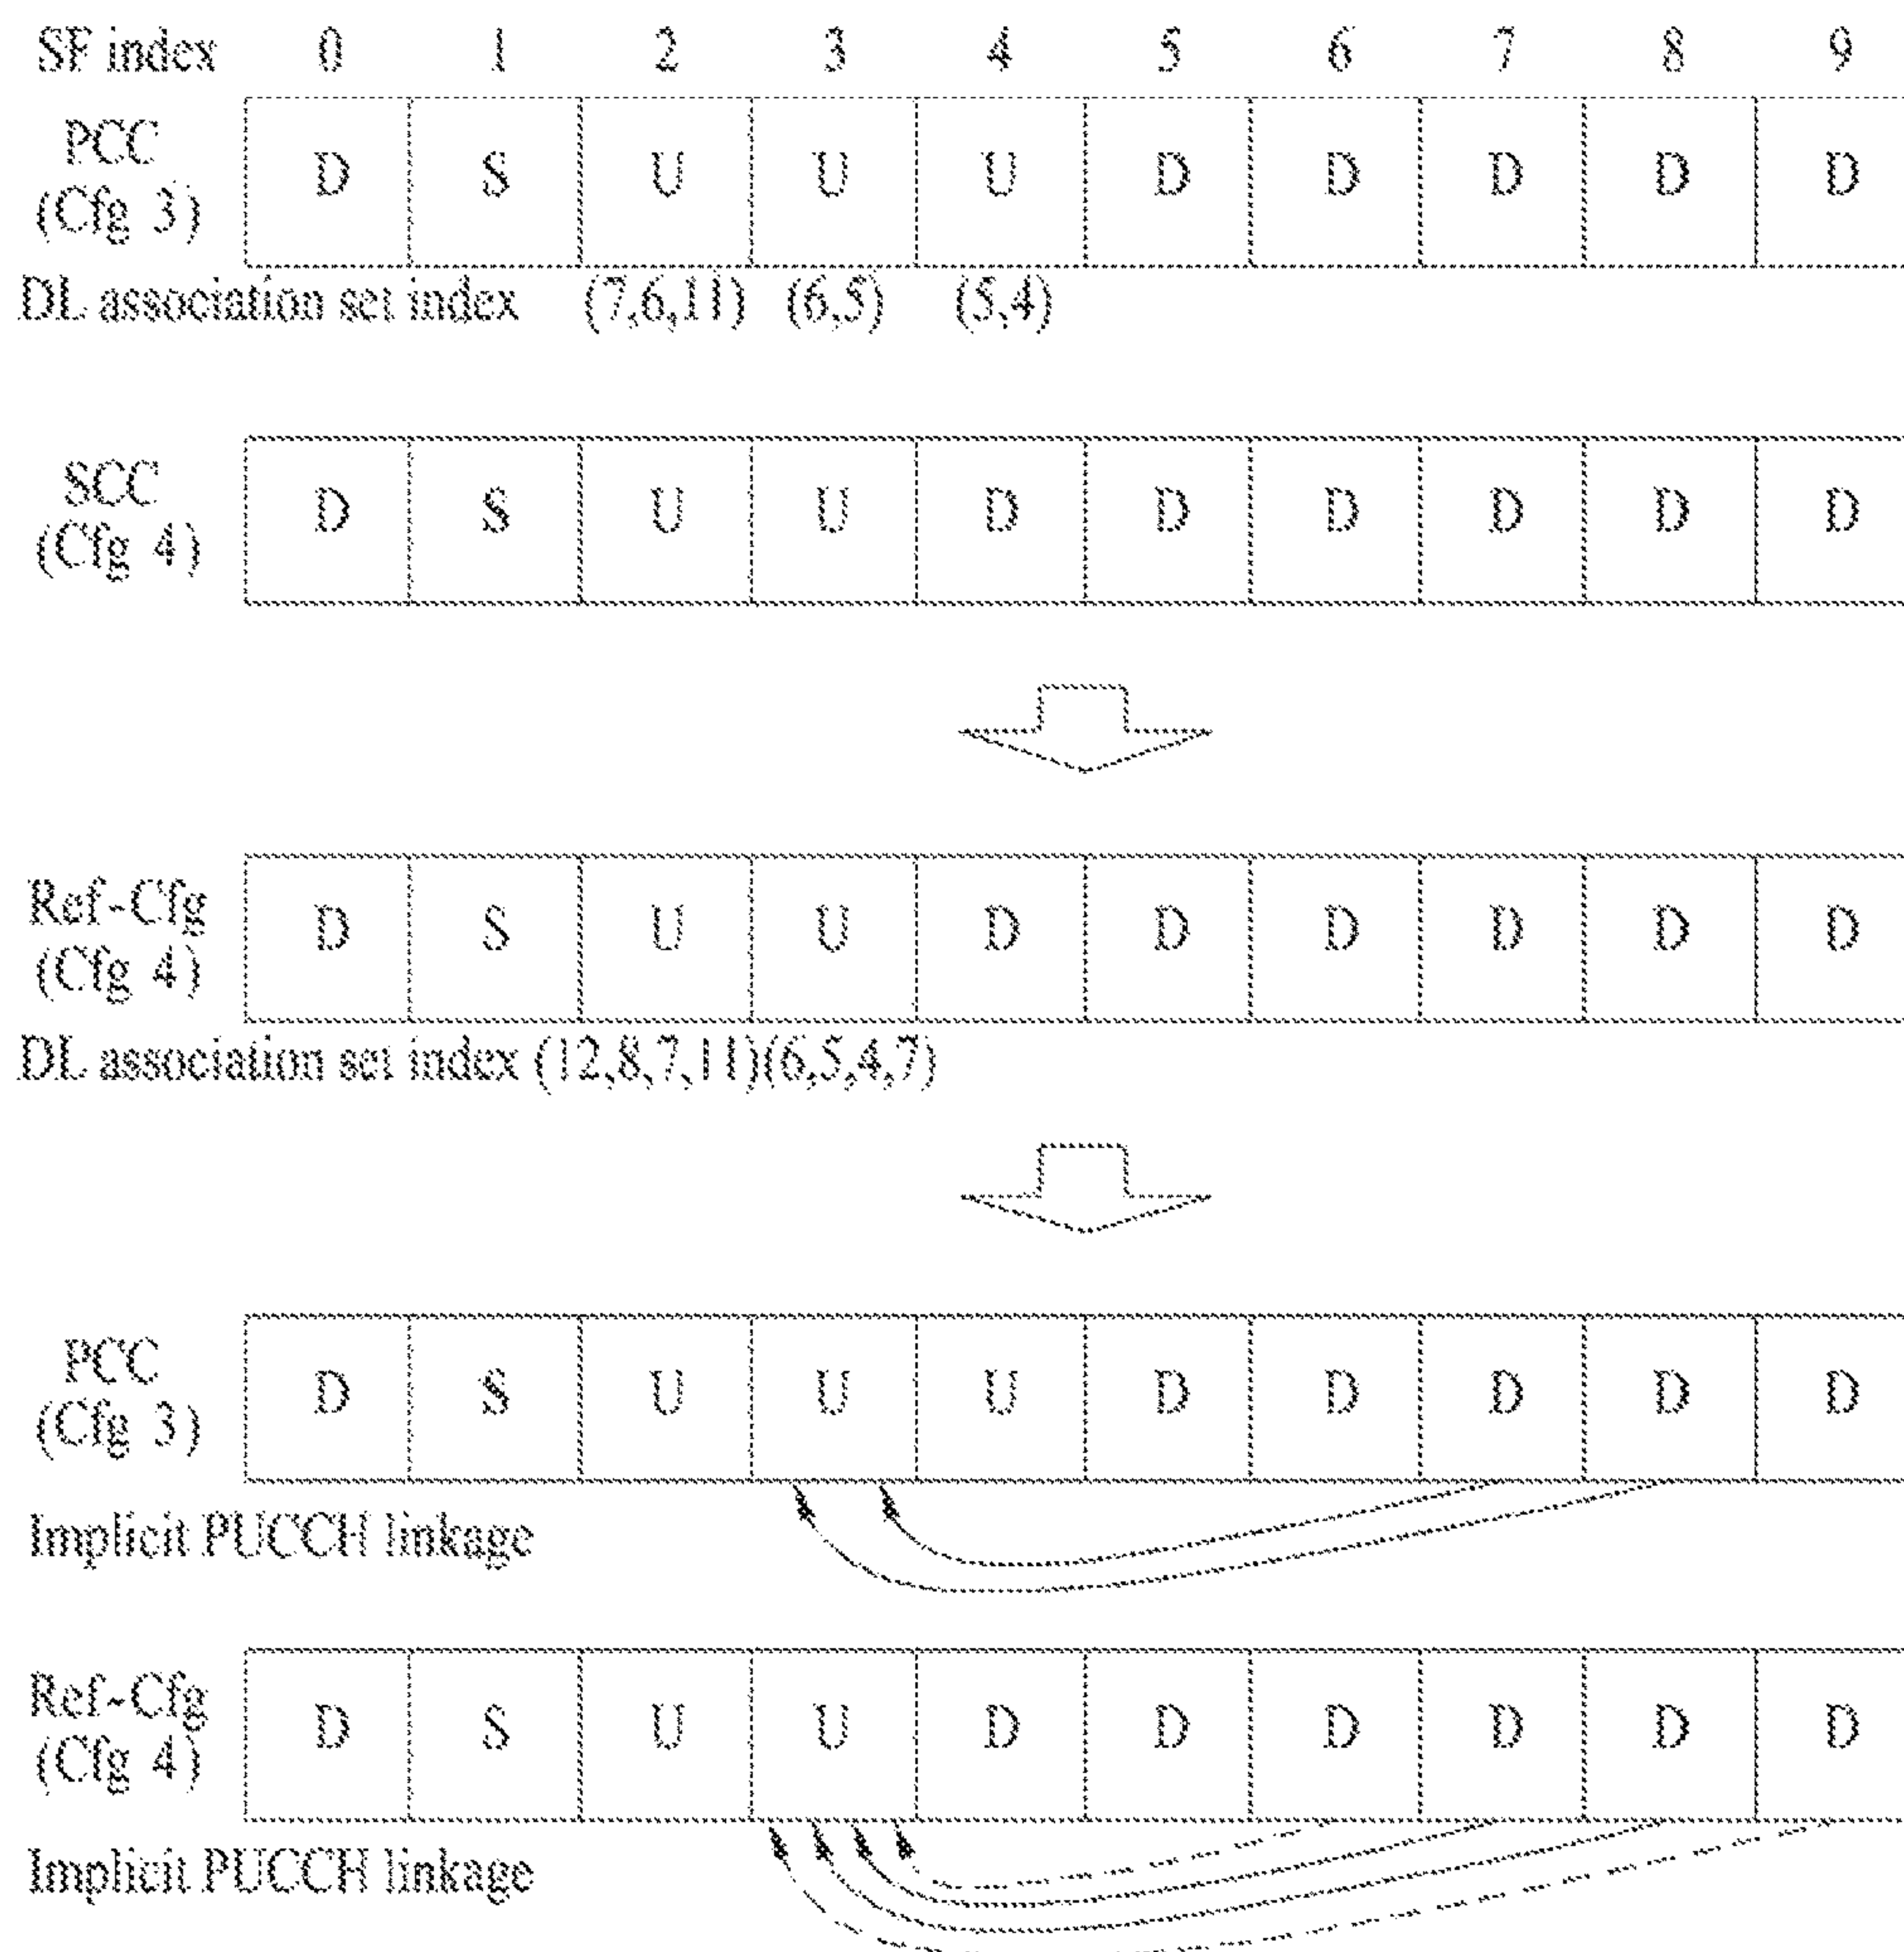 SF index 0 1 2 3 4 5 6 7 8 9
PCC
(Cfg 3)
D S U U U D D D D D
DL association set index (7,6,11) (6,5) (5,4)
SCC
(Cfg 4)
D S U U D D D D D D
Ref-Cfg
(Cfg 4)
D S U U D D D D D D
DL association set index (12,8,7,11)(6,5,4,7)
PCC
(Cfg 3)
D S U U U D D D D D
Implicit PUCCH linkage
Ref-Cfg
(Cfg 4)
D S U U D D D D D D
Implicit PUCCH linkage